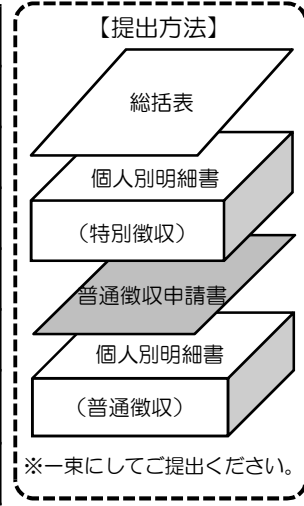 【提出方法】
総括表
個人別明細書
（特別徴収）
普通徴収申請書
個人別明細書
（普通徴収）
※一束にしてご提出ください。